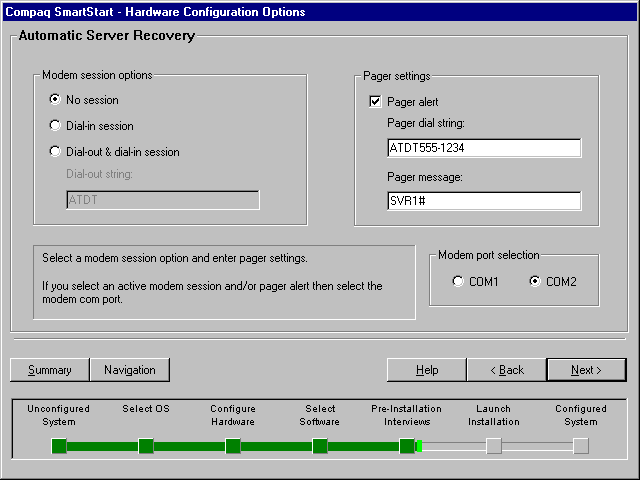 Compaq SmartStart - Hardware Configuration Options
Automatic Server Recovery
Modem session options
No session
Dial-in session
Dial-out & dial-in session
Dial-out string:
ATDT
Pager settings
Pager alert
Pager dial string:
ATDT555-1234
Pager message:
SVR1#
Select a modem session option and enter pager settings.
If you select an active modem session and/or pager alert then select the
modem com port.
Modem port selection
COM1 COM2
Summary Navigation Help < Back Next >
Unconfigured
System
Select OS
Configure
Hardware
Select
Software
Pre-Installation
Interviews
Launch
Installation
Configured
System